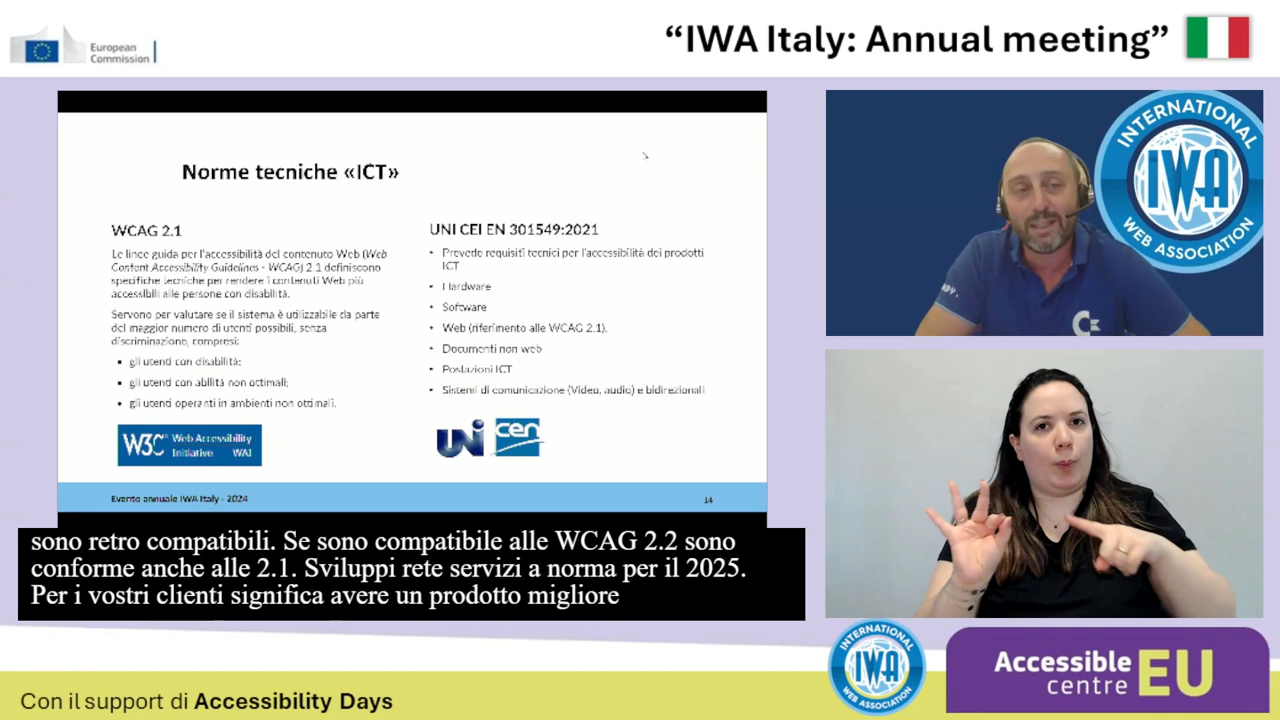 European
Commission
“IWA Italy: Annual meeting”
Norme tecniche «ICT»
WCAG 2.1
Le linee guida per l'accessibilità del contenuto Web (Web
Content Accessibility Guidelines - WCAG) 2.1 definiscono
specifiche tecniche per rendere i contenuti Web più
accessibili alle persone con disabilità.
Servono per valutare se il sistema è utilizzabile da parte
del maggior numero di utenti possibili, senza
discriminazione, compresi:
• gli utenti con disabilità;
• gli utenti con abilità non ottimali;
• gli utenti operanti in ambienti non ottimali.
W3C Web Accessibility
Initiative WAI
UNI CEI EN 301549:2021
• Prevede requisiti tecnici per l'accessibilità dei prodotti
ICT
• Hardware
• Software
• Web (riferimento alle WCAG 2.1).
• Documenti non web
• Postazioni ICT
• Sistemi di comunicazione (Video, audio) e bidirezionali
UNI cen
Evento annuale IWA Italy - 2024
14
INTERNATIONAL
IWA
WEB ASSOCIATION
sono retro compatibili. Se sono compatibile alle WCAG 2.2 sono
conforme anche alle 2.1. Sviluppi rete servizi a norma per il 2025.
Per i vostri clienti significa avere un prodotto migliore
Con il support di Accessibility Days
INTERNATIONAL
IWA
WEB ASSOCIATION
Accessible
centre
EU